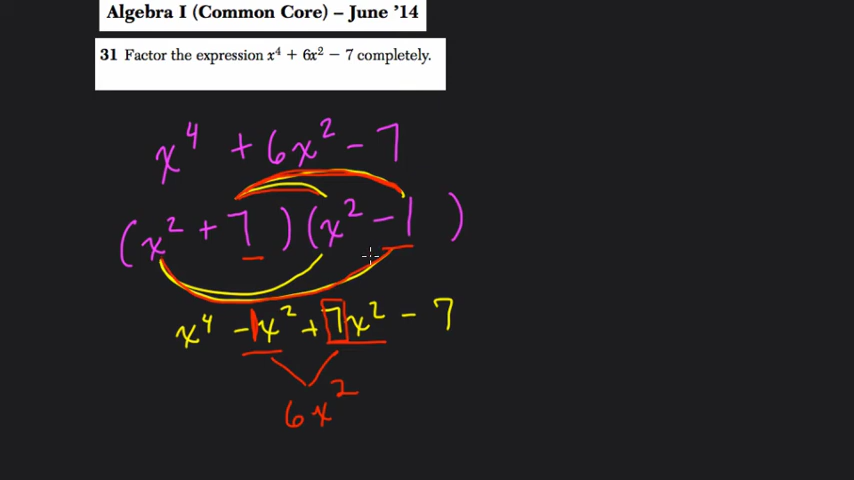 Algebra I (Common Core) – June ’14
31 Factor the expression x⁴ + 6x² – 7 completely.
x⁴ + 6x² - 7
(x² + 7)(x² - 1)
x⁴ - 1x² + 7x² - 7
6x²